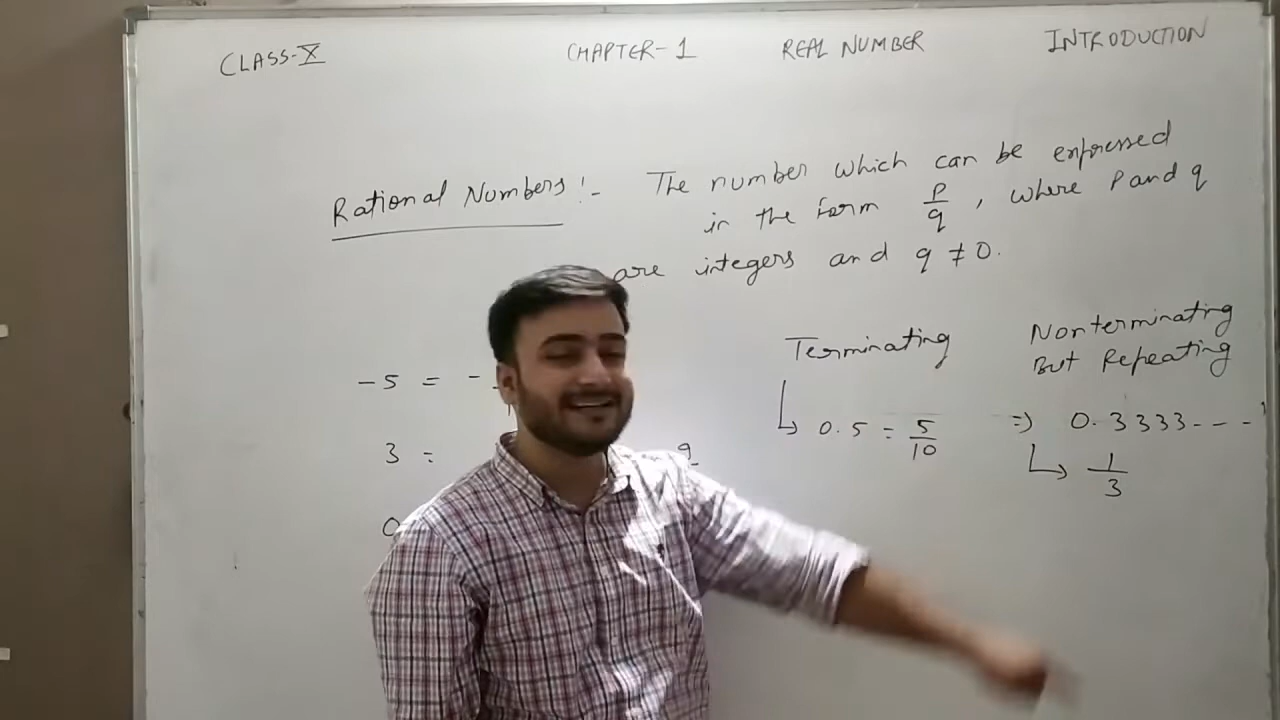 CLASS-X
CHAPTER-1
REAL NUMBER
INTRODUCTION
Rational Numbers:- The number which can be expressed
in the form p/q, where p and q
are integers and q ≠ 0.
Terminating
Nonterminating
But Repeating
-5 = -
0.5 = 5/10
=> 0.3333---
1/3
3 =
0